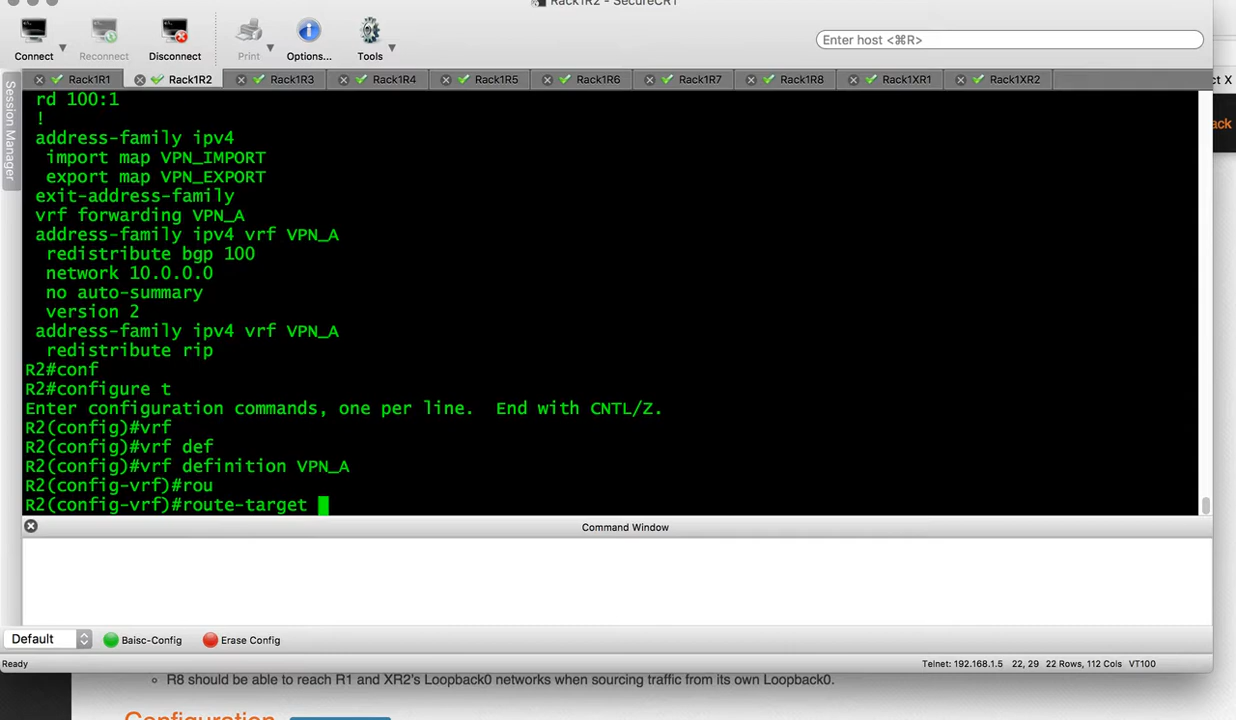 Rack1R2 - SecureCRT
Connect
Reconnect
Disconnect
Print
Options...
Tools
Enter host <⌘R>
Session Manager
Rack1R1
Rack1R2
Rack1R3
Rack1R4
Rack1R5
Rack1R6
Rack1R7
Rack1R8
Rack1XR1
Rack1XR2
ct X
ack
rd 100:1
!
address-family ipv4
import map VPN_IMPORT
export map VPN_EXPORT
exit-address-family
vrf forwarding VPN_A
address-family ipv4 vrf VPN_A
redistribute bgp 100
network 10.0.0.0
no auto-summary
version 2
address-family ipv4 vrf VPN_A
redistribute rip
R2#conf
R2#configure t
Enter configuration commands, one per line.  End with CNTL/Z.
R2(config)#vrf
R2(config)#vrf def
R2(config)#vrf definition VPN_A
R2(config-vrf)#rou
R2(config-vrf)#route-target
Command Window
Default
Baisc-Config
Erase Config
Ready
Telnet: 192.168.1.5   22, 29   22 Rows, 112 Cols   VT100
R8 should be able to reach R1 and XR2's Loopback0 networks when sourcing traffic from its own Loopback0.
Configuration